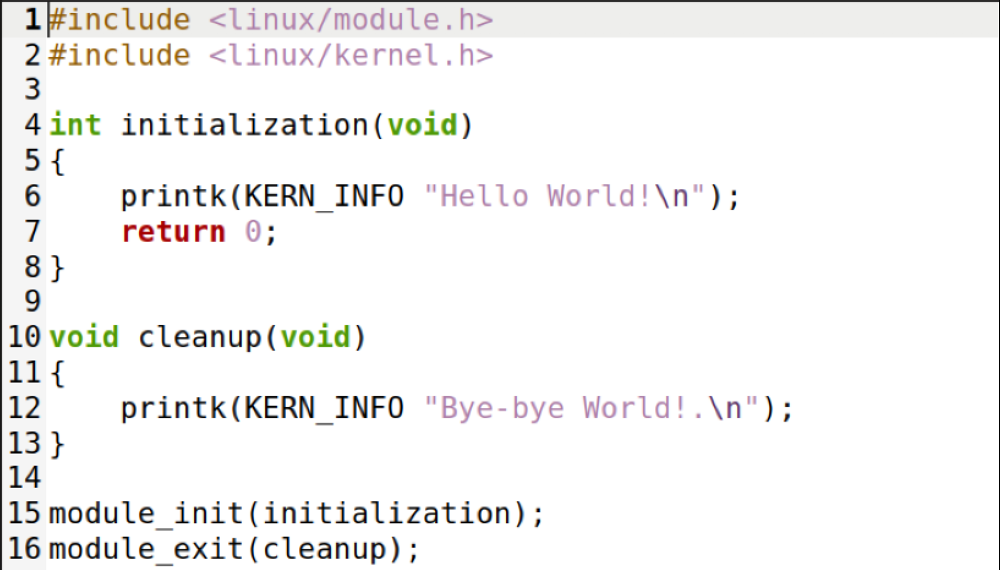 1 #include <linux/module.h>
2 #include <linux/kernel.h>
3
4 int initialization(void)
5 {
6     printk(KERN_INFO "Hello World!\n");
7     return 0;
8 }
9
10 void cleanup(void)
11 {
12     printk(KERN_INFO "Bye-bye World!.\n");
13 }
14
15 module_init(initialization);
16 module_exit(cleanup);